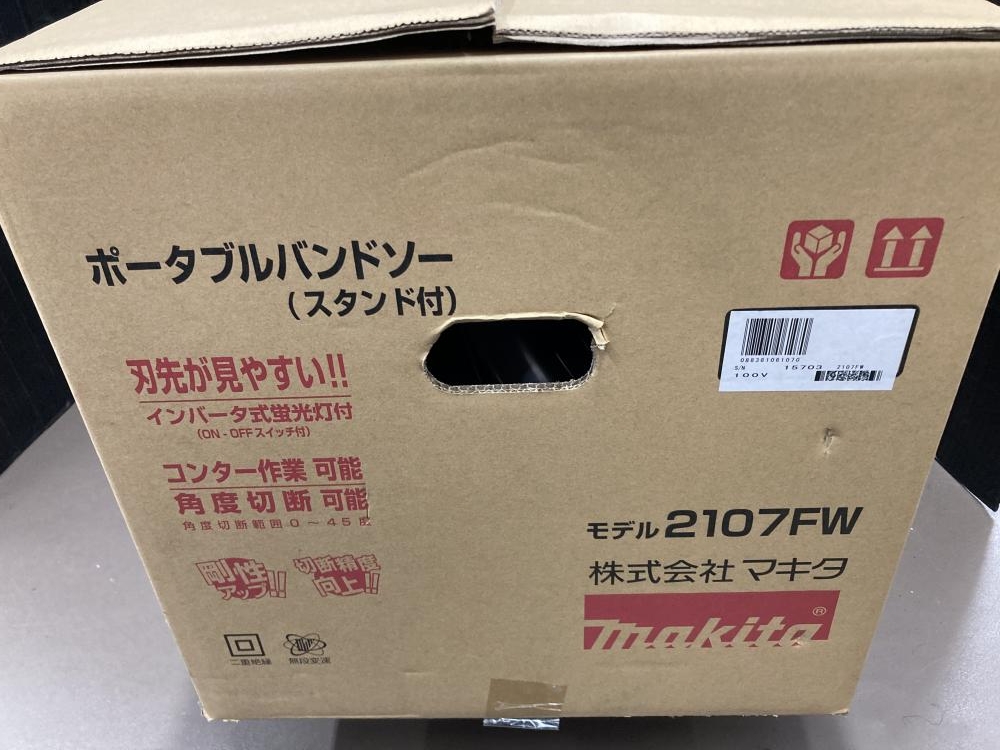 ポータブルバンドソー
(スタンド付)
刃先が見やすい!!
インバータ式蛍光灯付
(ON-OFFスイッチ付)
コンター作業 可能
角度切断 可能
角度切断範囲0～45度
剛性
アップ!!
切断精度
向上!!
二重絶縁
無段変速
088381081070
S/N 15703 2107FW
100V
モデル 2107FW
株式会社マキタ
makita®